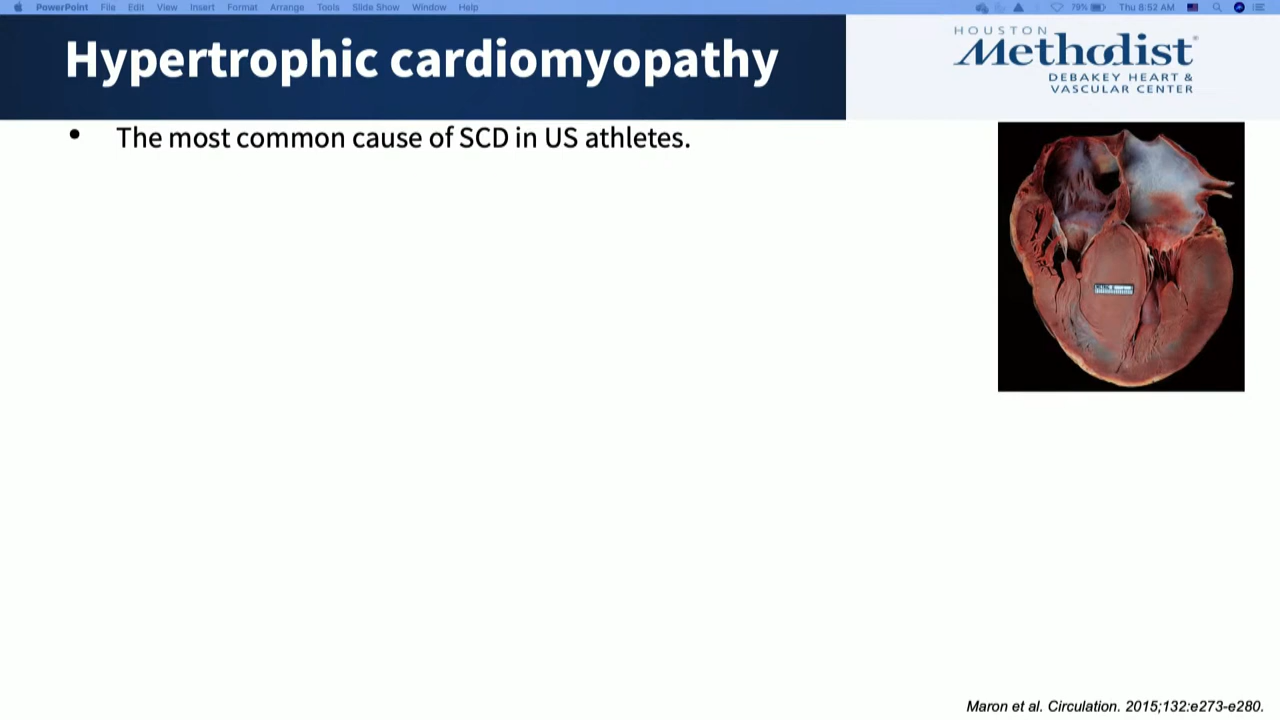 PowerPoint File Edit View Insert Format Arrange Tools Slide Show Window Help 79% Thu 8:52 AM
Hypertrophic cardiomyopathy
HOUSTON
Methodist®
DEBAKEY HEART &
VASCULAR CENTER
• The most common cause of SCD in US athletes.
Maron et al. Circulation. 2015;132:e273-e280.